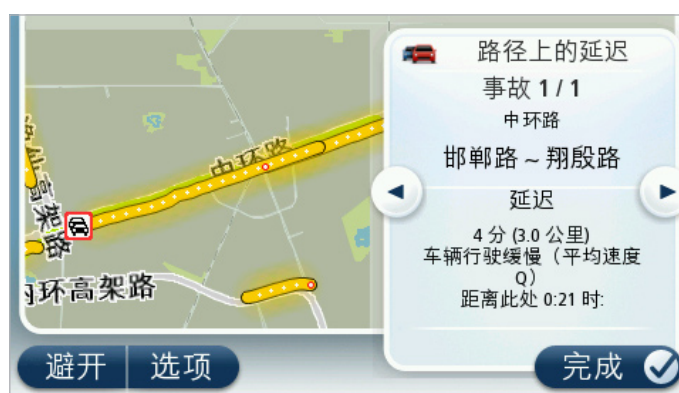 路径上的延迟
事故 1 / 1
中环路
邯郸路 ~ 翔殷路
延迟
4 分 (3.0 公里)
车辆行驶缓慢（平均速度
Q）
距离此处 0:21 时:
中环路
高架路
内环高架路
避开
选项
完成